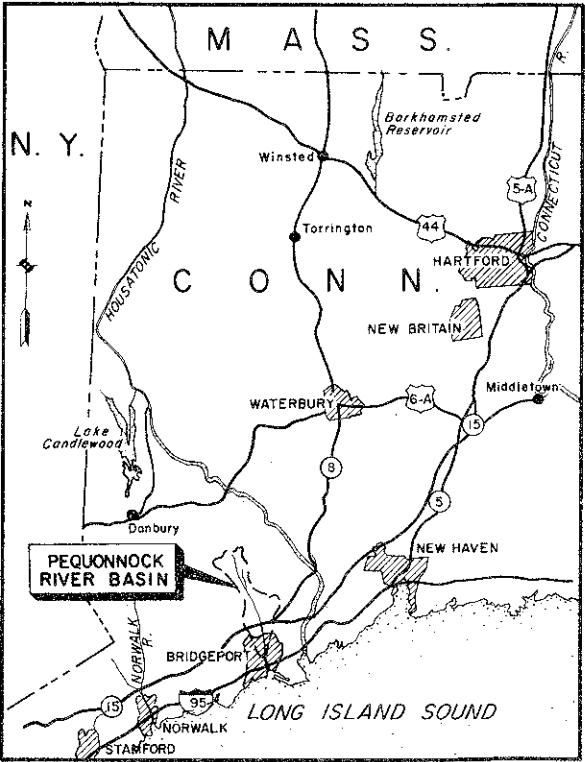 M A S S.
R.
Barkhamsted
Reservoir
N. Y.
Winsted
5-A
CONNECTICUT
RIVER
N
Torrington
44
HARTFORD
HOUSATONIC
C O N N.
NEW BRITAIN
WATERBURY
6-A
Middletown
Lake
Candlewood
15
8
5
Danbury
NEW HAVEN
PEQUONNOCK
RIVER BASIN
NORWALK
R.
BRIDGEPORT
15
95
LONG ISLAND SOUND
NORWALK
STAMFORD